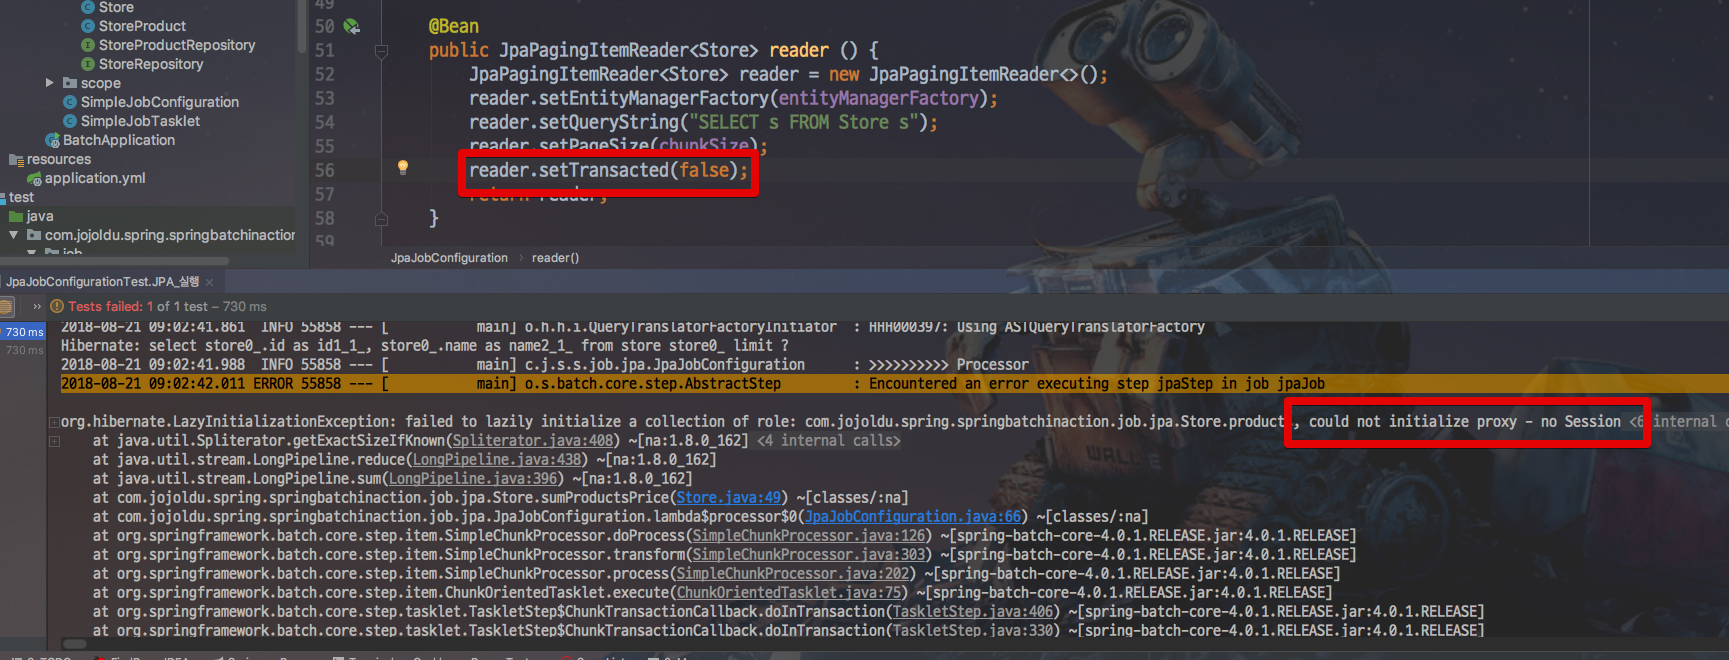 Store
StoreProduct
StoreProductRepository
StoreRepository
scope
SimpleJobConfiguration
SimpleJobTasklet
BatchApplication
resources
application.yml
test
java
com.jojoldu.spring.springbatchinaction
job
49
50 @Bean
51 public JpaPagingItemReader<Store> reader () {
52 JpaPagingItemReader<Store> reader = new JpaPagingItemReader<>();
53 reader.setEntityManagerFactory(entityManagerFactory);
54 reader.setQueryString("SELECT s FROM Store s");
55 reader.setPageSize(chunkSize);
56 reader.setTransacted(false);
57 return reader;
58 }
59
JpaJobConfiguration › reader()
JpaJobConfigurationTest.JPA_실행 ×
» Tests failed: 1 of 1 test – 730 ms
730 ms
730 ms
2018-08-21 09:02:41.861 INFO 55858 --- [ main] o.h.h.i.QueryTranslatorFactoryInitiator : HHH000397: Using ASTQueryTranslatorFactory
Hibernate: select store0_.id as id1_1_, store0_.name as name2_1_ from store store0_ limit ?
2018-08-21 09:02:41.988 INFO 55858 --- [ main] c.j.s.s.job.jpa.JpaJobConfiguration : >>>>>>>>>> Processor
2018-08-21 09:02:42.011 ERROR 55858 --- [ main] o.s.batch.core.step.AbstractStep : Encountered an error executing step jpaStep in job jpaJob
org.hibernate.LazyInitializationException: failed to lazily initialize a collection of role: com.jojoldu.spring.springbatchinaction.job.jpa.Store.product , could not initialize proxy - no Session <6 internal c
at java.util.Spliterator.getExactSizeIfKnown(Spliterator.java:408) ~[na:1.8.0_162] <4 internal calls>
at java.util.stream.LongPipeline.reduce(LongPipeline.java:438) ~[na:1.8.0_162]
at java.util.stream.LongPipeline.sum(LongPipeline.java:396) ~[na:1.8.0_162]
at com.jojoldu.spring.springbatchinaction.job.jpa.Store.sumProductsPrice(Store.java:49) ~[classes/:na]
at com.jojoldu.spring.springbatchinaction.job.jpa.JpaJobConfiguration.lambda$processor$0(JpaJobConfiguration.java:66) ~[classes/:na]
at org.springframework.batch.core.step.item.SimpleChunkProcessor.doProcess(SimpleChunkProcessor.java:126) ~[spring-batch-core-4.0.1.RELEASE.jar:4.0.1.RELEASE]
at org.springframework.batch.core.step.item.SimpleChunkProcessor.transform(SimpleChunkProcessor.java:303) ~[spring-batch-core-4.0.1.RELEASE.jar:4.0.1.RELEASE]
at org.springframework.batch.core.step.item.SimpleChunkProcessor.process(SimpleChunkProcessor.java:202) ~[spring-batch-core-4.0.1.RELEASE.jar:4.0.1.RELEASE]
at org.springframework.batch.core.step.item.ChunkOrientedTasklet.execute(ChunkOrientedTasklet.java:75) ~[spring-batch-core-4.0.1.RELEASE.jar:4.0.1.RELEASE]
at org.springframework.batch.core.step.tasklet.TaskletStep$ChunkTransactionCallback.doInTransaction(TaskletStep.java:406) ~[spring-batch-core-4.0.1.RELEASE.jar:4.0.1.RELEASE]
at org.springframework.batch.core.step.tasklet.TaskletStep$ChunkTransactionCallback.doInTransaction(TaskletStep.java:330) ~[spring-batch-core-4.0.1.RELEASE.jar:4.0.1.RELEASE]
WALL